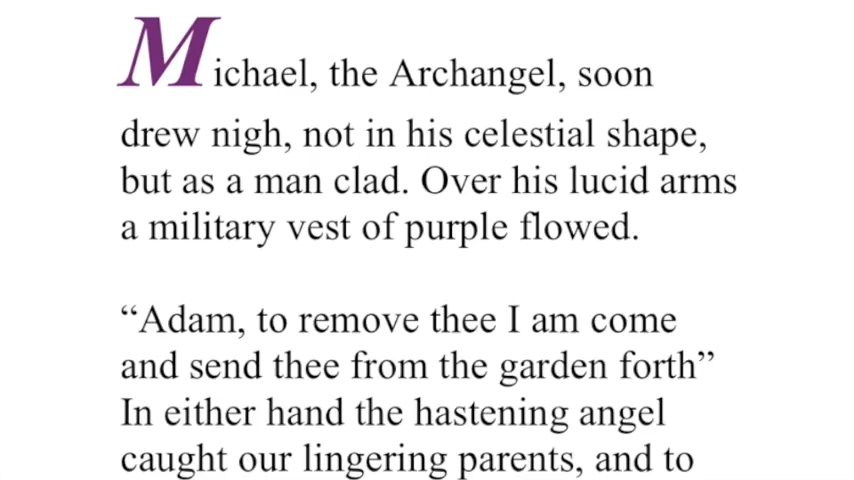 Michael, the Archangel, soon
drew nigh, not in his celestial shape,
but as a man clad. Over his lucid arms
a military vest of purple flowed.
“Adam, to remove thee I am come
and send thee from the garden forth”
In either hand the hastening angel
caught our lingering parents, and to